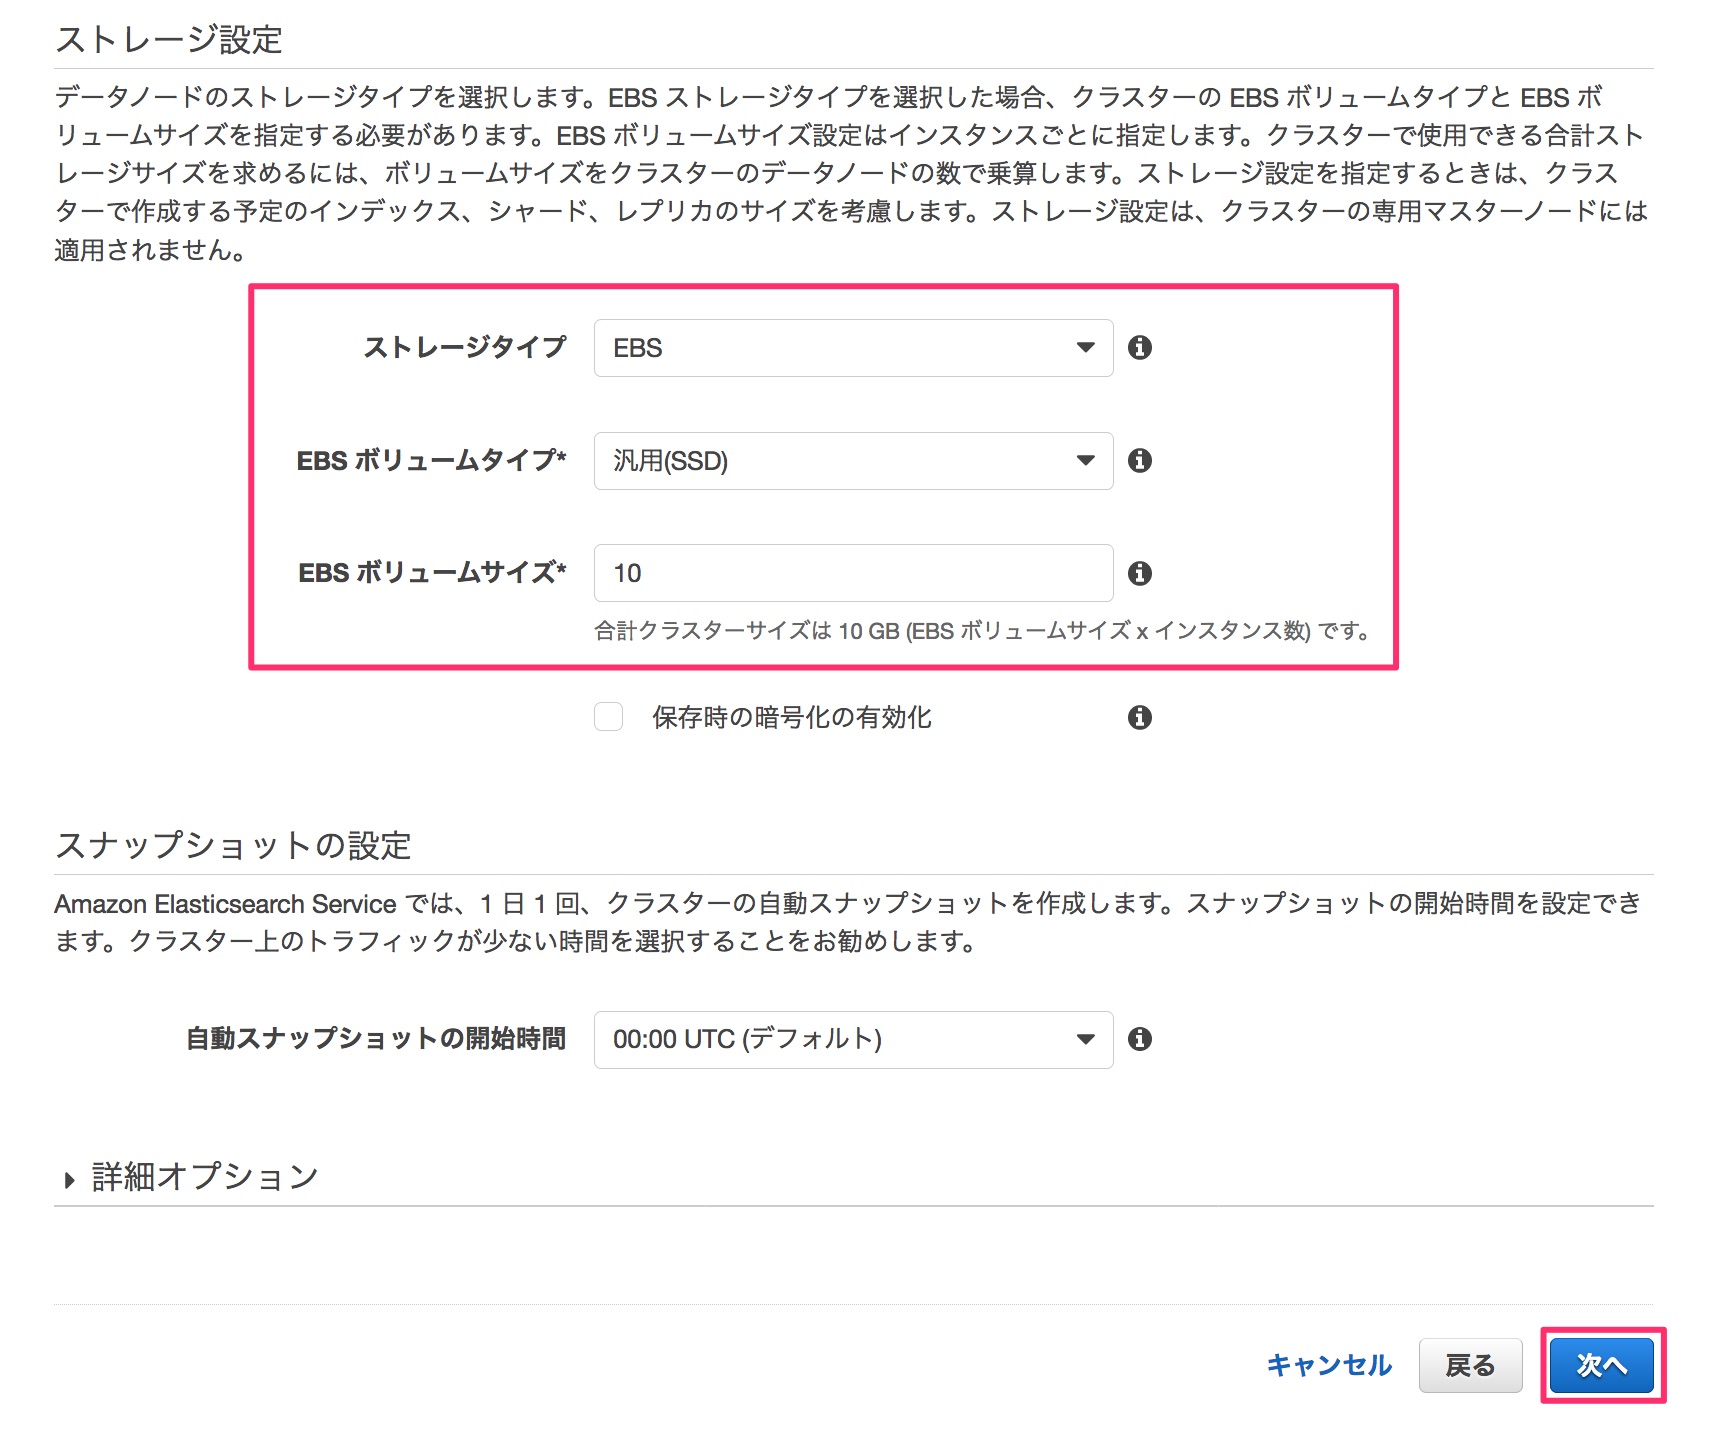 ストレージ設定
データノードのストレージタイプを選択します。EBS ストレージタイプを選択した場合、クラスターの EBS ボリュームタイプと EBS ボ
リュームサイズを指定する必要があります。EBS ボリュームサイズ設定はインスタンスごとに指定します。クラスターで使用できる合計スト
レージサイズを求めるには、ボリュームサイズをクラスターのデータノードの数で乗算します。ストレージ設定を指定するときは、クラス
ターで作成する予定のインデックス、シャード、レプリカのサイズを考慮します。ストレージ設定は、クラスターの専用マスターノードには
適用されません。
ストレージタイプ EBS
EBS ボリュームタイプ* 汎用(SSD)
EBS ボリュームサイズ* 10
合計クラスターサイズは 10 GB (EBS ボリュームサイズ x インスタンス数) です。
保存時の暗号化の有効化
スナップショットの設定
Amazon Elasticsearch Service では、1 日 1 回、クラスターの自動スナップショットを作成します。スナップショットの開始時間を設定でき
ます。クラスター上のトラフィックが少ない時間を選択することをお勧めします。
自動スナップショットの開始時間 00:00 UTC (デフォルト)
詳細オプション
キャンセル 戻る 次へ